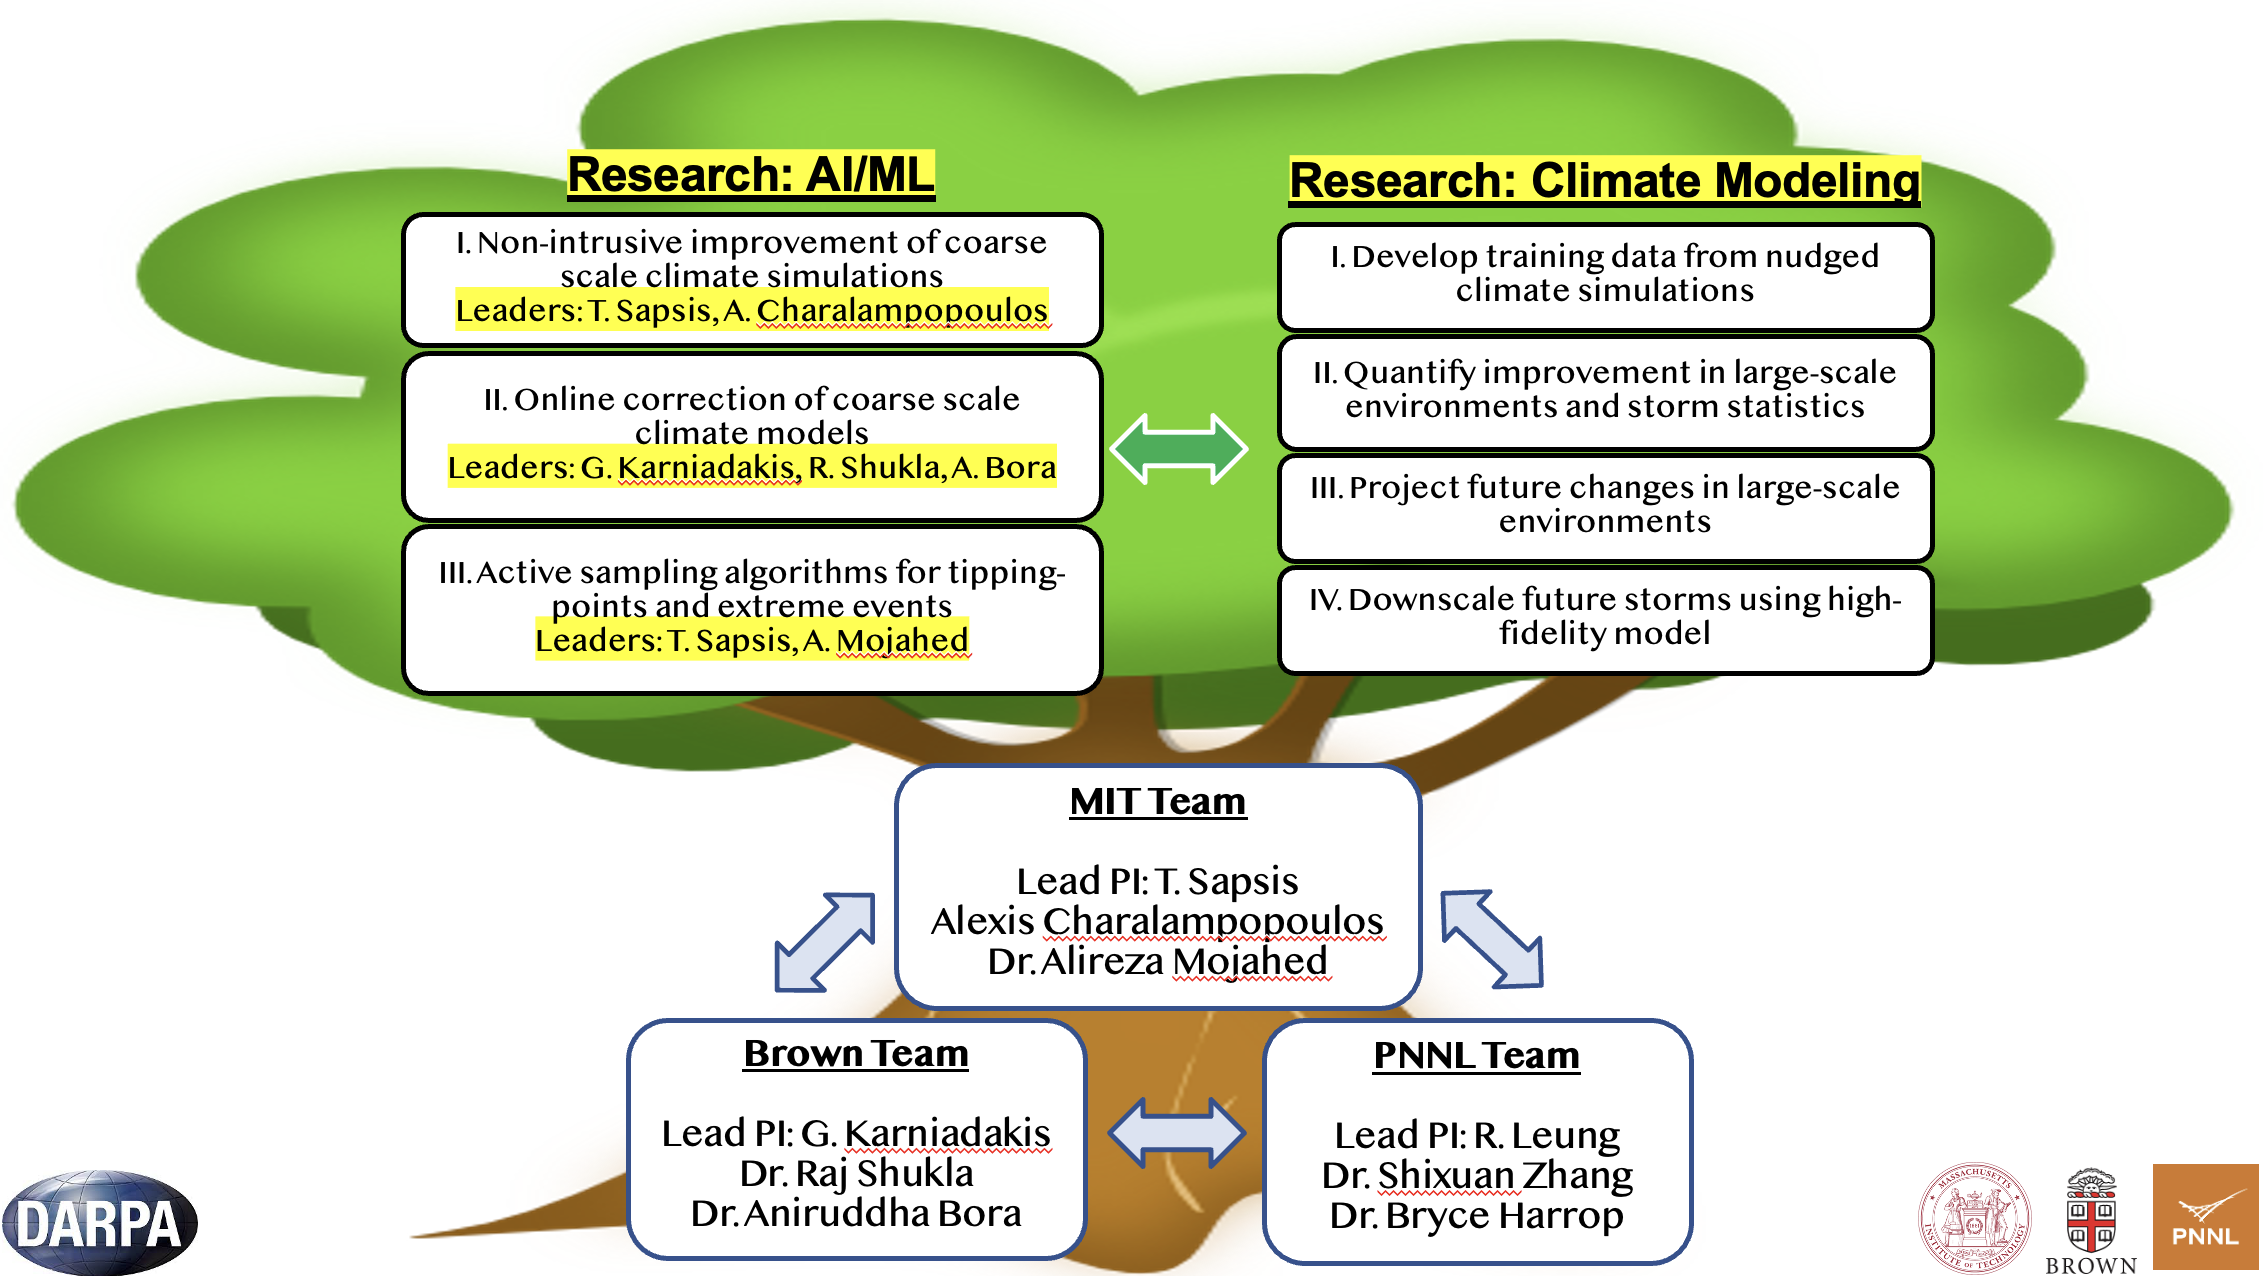 Research: AI/ML
I. Non-intrusive improvement of coarse
scale climate simulations
Leaders: T. Sapsis, A. Charalampopoulos
II. Online correction of coarse scale
climate models
Leaders: G. Karniadakis, R. Shukla, A. Bora
III. Active sampling algorithms for tipping-
points and extreme events
Leaders: T. Sapsis, A. Mojahed
Research: Climate Modeling
I. Develop training data from nudged
climate simulations
II. Quantify improvement in large-scale
environments and storm statistics
III. Project future changes in large-scale
environments
IV. Downscale future storms using high-
fidelity model
MIT Team
Lead PI: T. Sapsis
Alexis Charalampopoulos
Dr. Alireza Mojahed
Brown Team
Lead PI: G. Karniadakis
Dr. Raj Shukla
Dr. Aniruddha Bora
PNNL Team
Lead PI: R. Leung
Dr. Shixuan Zhang
Dr. Bryce Harrop
DARPA
MASSACHUSETTS
INSTITUTE OF TECHNOLOGY
BROWN
PNNL